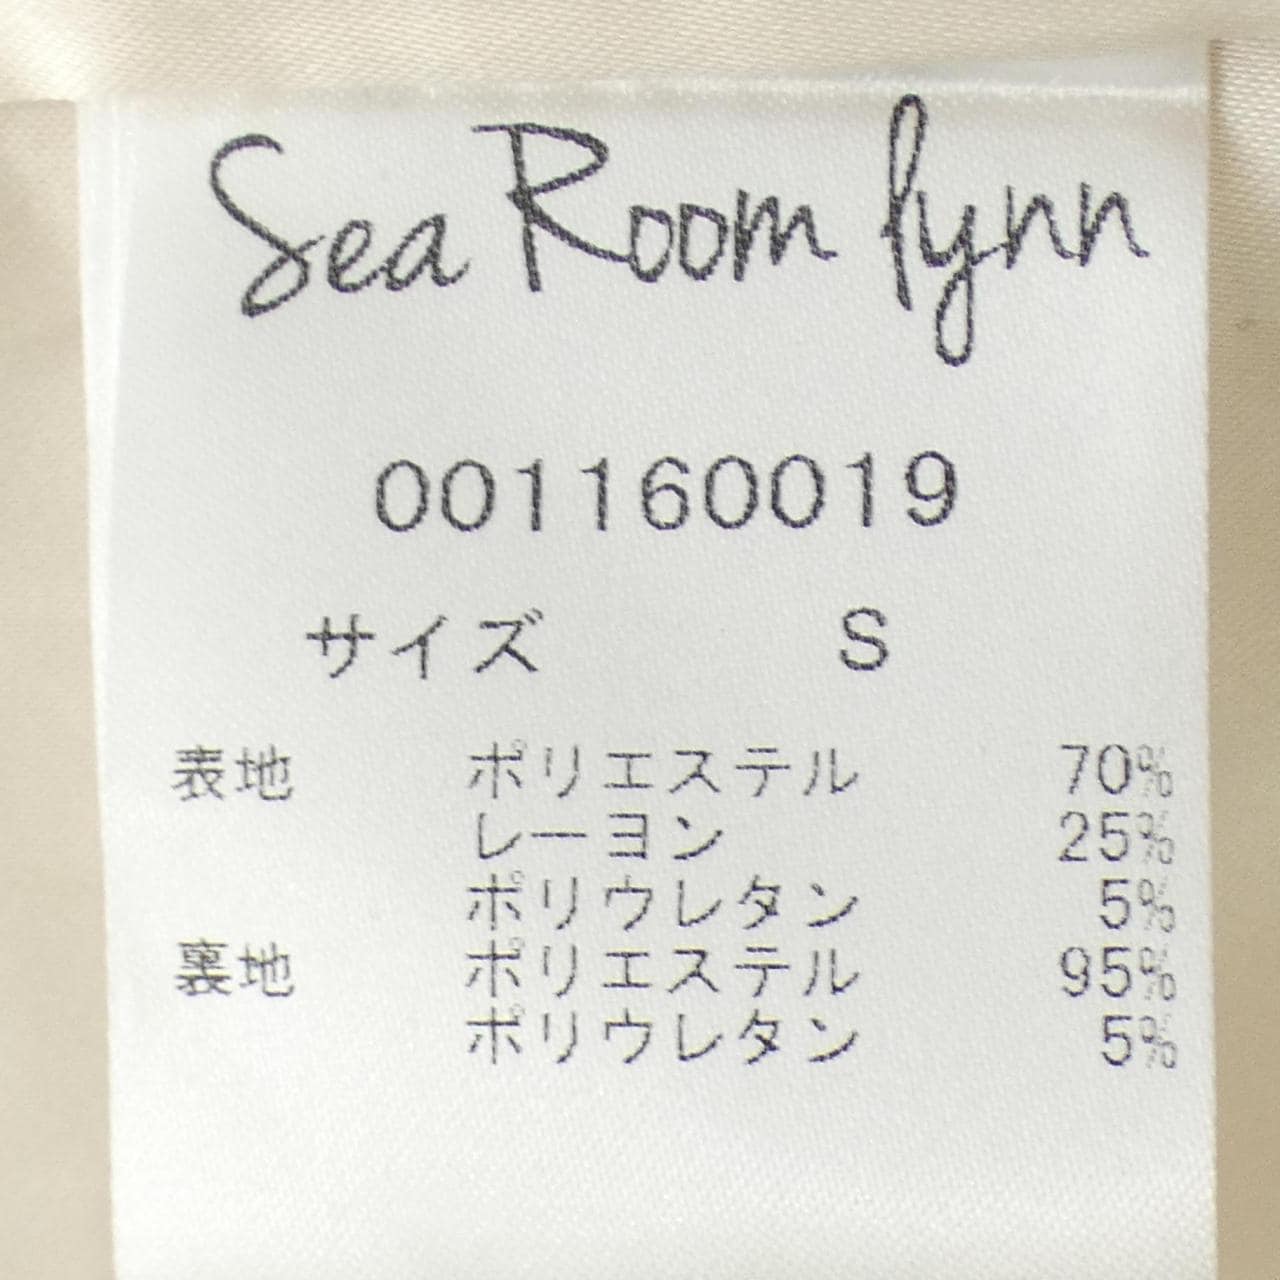 Sea Room lynn
001160019
サイズ S
表地 ポリエステル 70%
レーヨン 25%
ポリウレタン 5%
裏地 ポリエステル 95%
ポリウレタン 5%